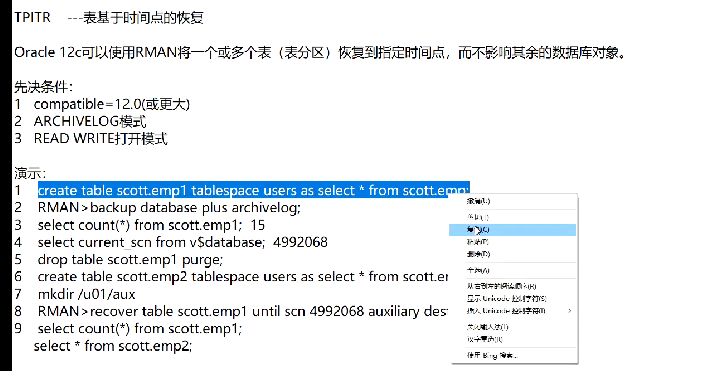 TPITR ---表基于时间点的恢复
Oracle 12c可以使用RMAN将一个或多个表（表分区）恢复到指定时间点，而不影响其余的数据库对象。
先决条件：
1 compatible=12.0(或更大)
2 ARCHIVELOG模式
3 READ WRITE打开模式
演示：
1 create table scott.emp1 tablespace users as select * from scott.emp;
2 RMAN>backup database plus archivelog;
3 select count(*) from scott.emp1; 15
4 select current_scn from v$database; 4992068
5 drop table scott.emp1 purge;
6 create table scott.emp2 tablespace users as select * from scott.em
7 mkdir /u01/aux
8 RMAN>recover table scott.emp1 until scn 4992068 auxiliary des
9 select count(*) from scott.emp1;
select * from scott.emp2;
撤消(U)
剪切(T)
复制(C)
粘贴(P)
删除(D)
全选(A)
从右到左的阅读顺序(R)
显示 Unicode 控制字符(S)
插入 Unicode 控制字符(I)
关闭输入法(L)
汉字重选(R)
使用 Bing 搜索...